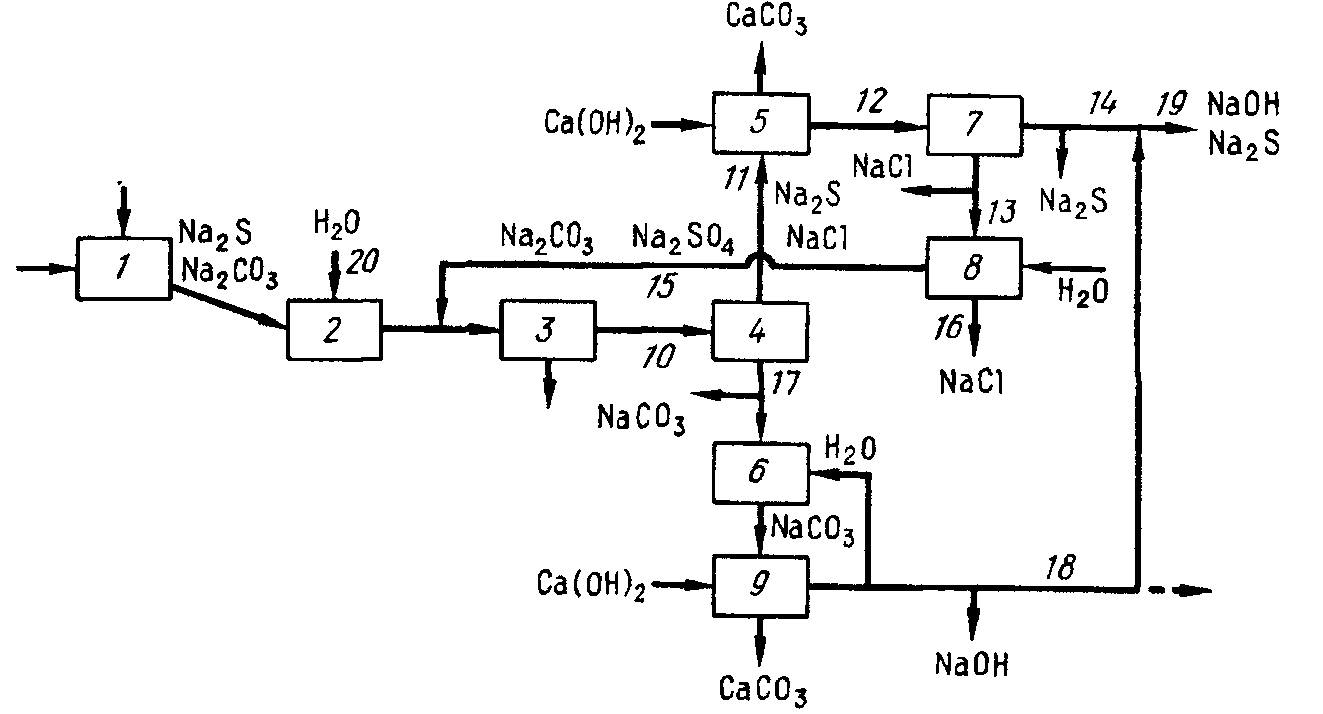 CaCO₃
Ca(OH)₂
5
12
7
14
19
NaOH
Na₂S
11
Na₂S
NaCl
13
Na₂S
1
Na₂S
Na₂CO₃
H₂O
20
Na₂CO₃
Na₂SO₄
NaCl
15
8
H₂O
2
3
10
4
16
NaCl
17
NaCO₃
6
H₂O
NaCO₃
Ca(OH)₂
9
18
NaOH
CaCO₃